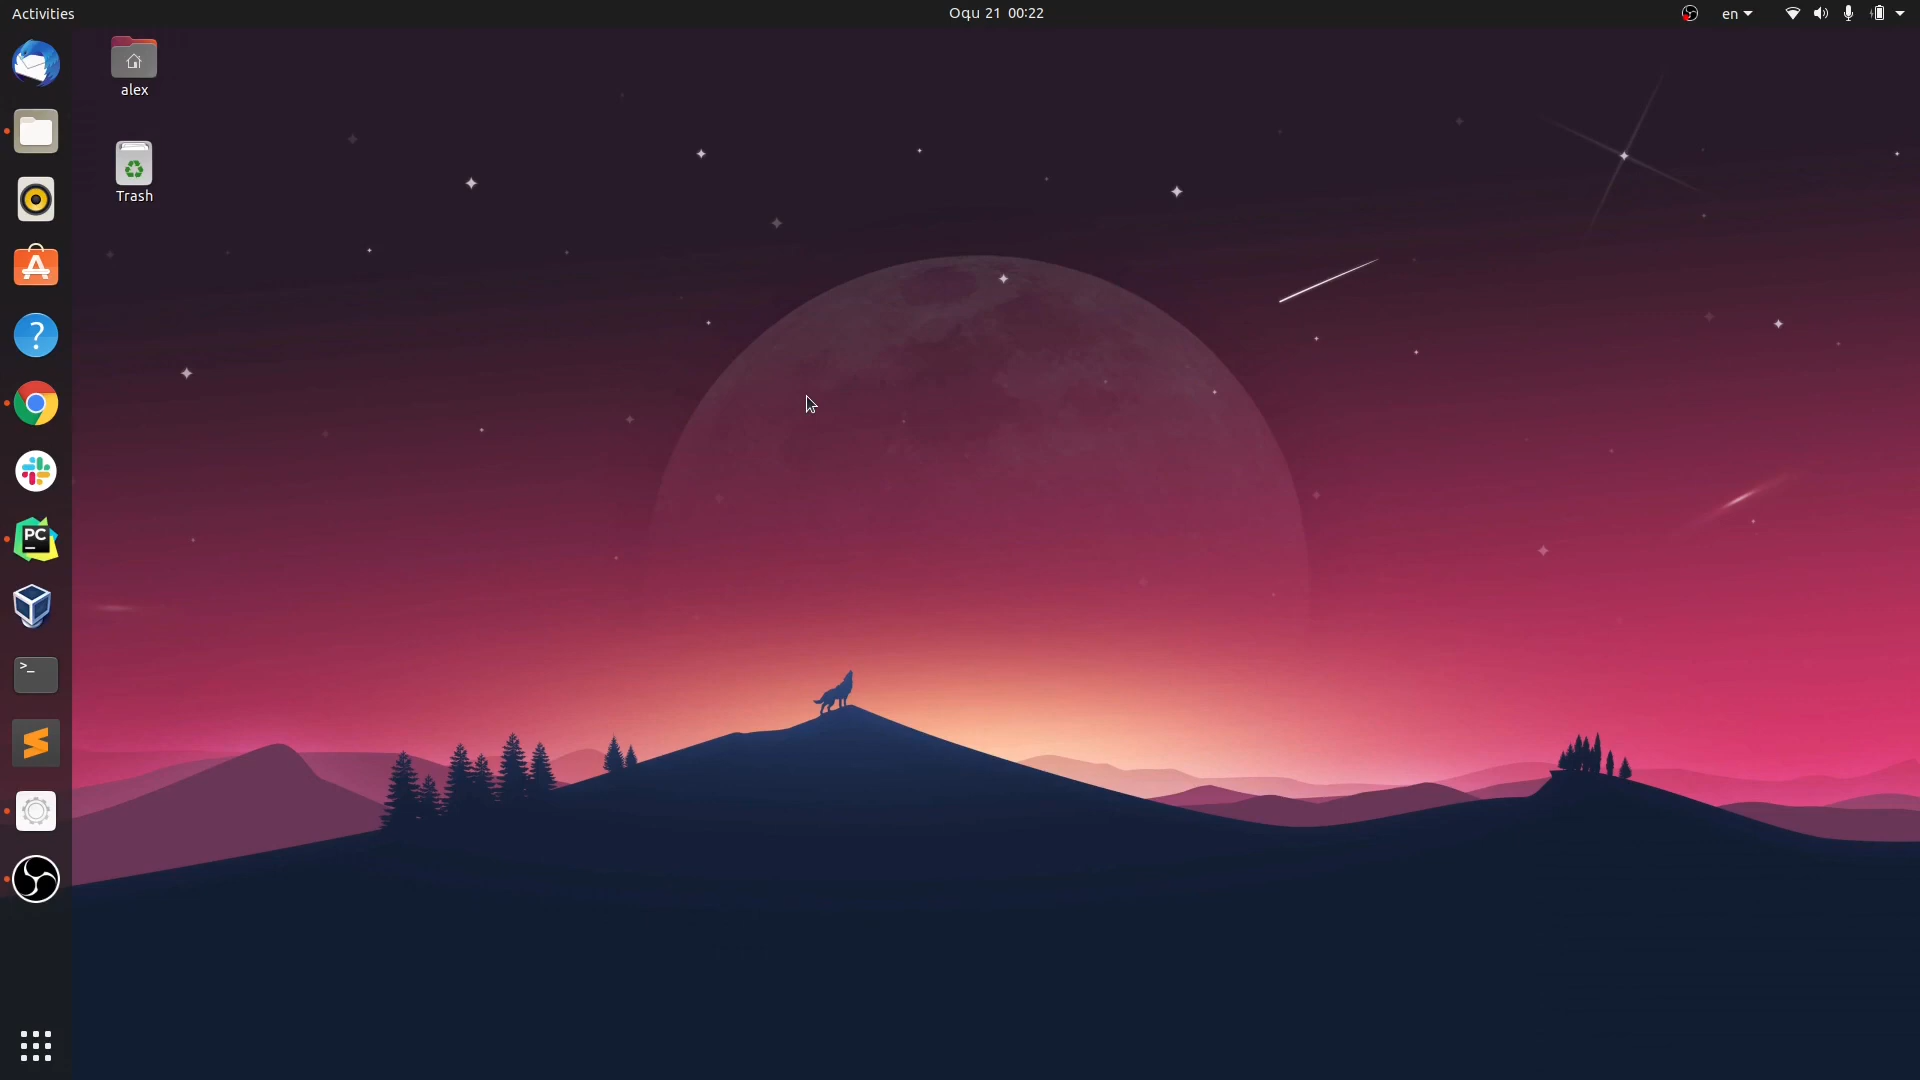 Activities
Oqu 21 00:22
en
alex
Trash
PC
>_